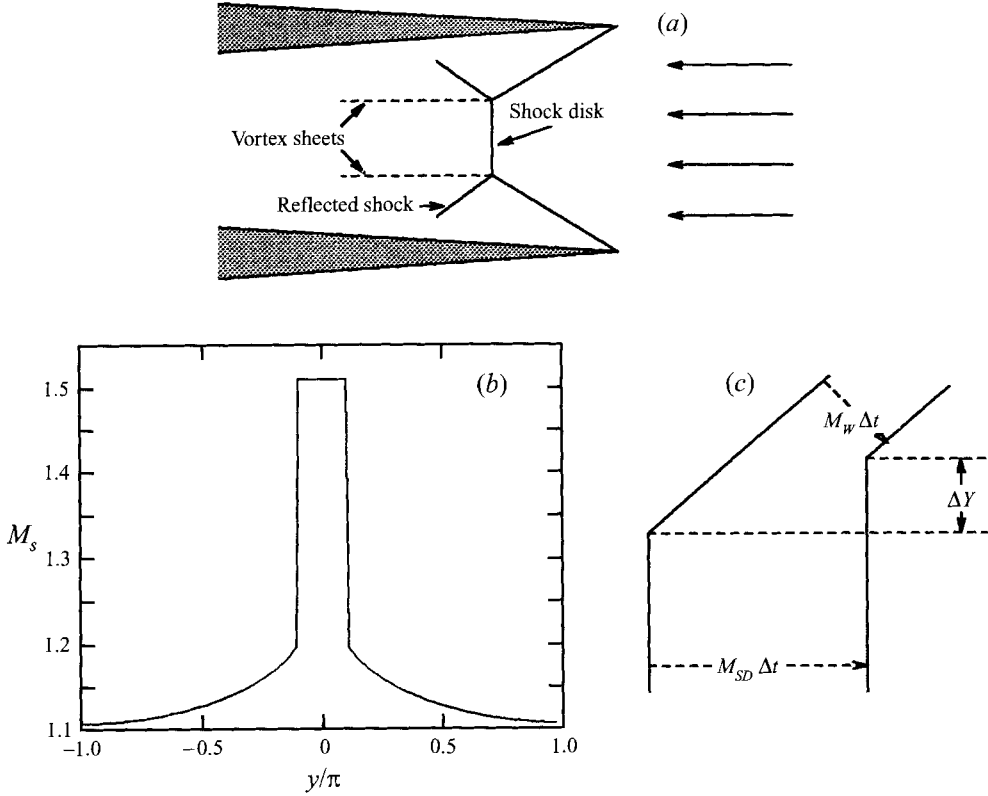 (a)
Shock disk
Vortex sheets
Reflected shock
(b)
1.5
1.4
M_s
1.3
1.2
1.1
−1.0
−0.5
0
0.5
1.0
y/π
(c)
M_W Δt
ΔY
M_SD Δt